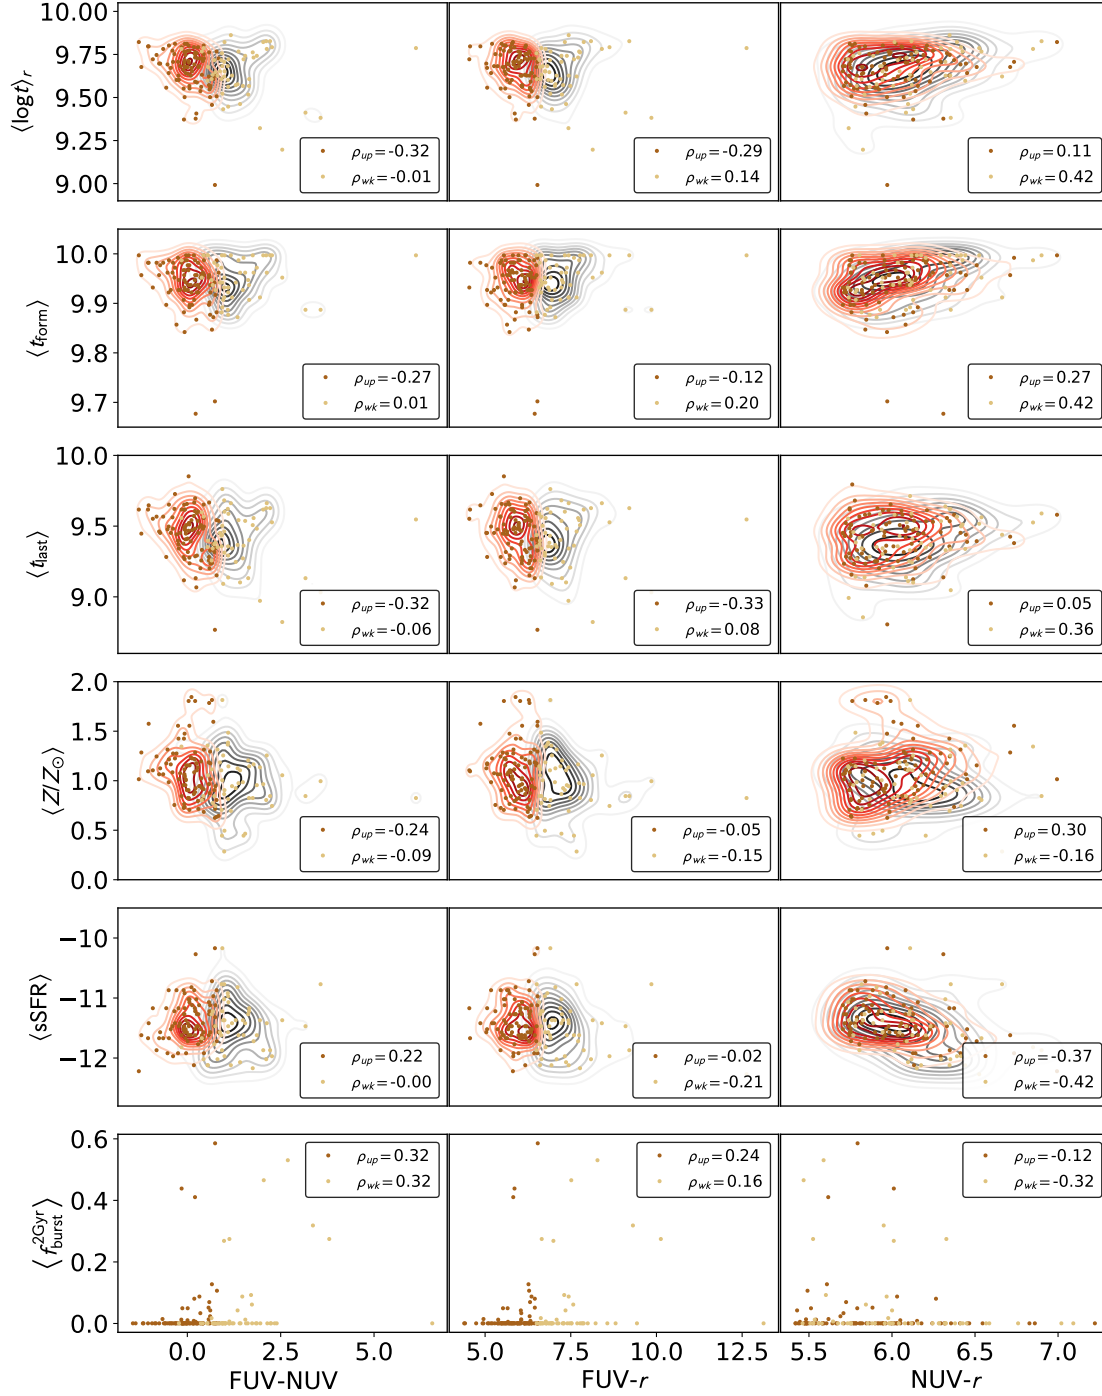 10.00
9.75
9.50
9.25
9.00
⟨log t⟩r
ρup=-0.32
ρwk=-0.01
ρup=-0.29
ρwk=0.14
ρup=0.11
ρwk=0.42
10.0
9.9
9.8
9.7
⟨tform⟩
ρup=-0.27
ρwk=0.01
ρup=-0.12
ρwk=0.20
ρup=0.27
ρwk=0.42
10.0
9.5
9.0
⟨tlast⟩
ρup=-0.32
ρwk=-0.06
ρup=-0.33
ρwk=0.08
ρup=0.05
ρwk=0.36
2.0
1.5
1.0
0.5
0.0
⟨Z/Z⊙⟩
ρup=-0.24
ρwk=-0.09
ρup=-0.05
ρwk=-0.15
ρup=0.30
ρwk=-0.16
−10
−11
−12
⟨sSFR⟩
ρup=0.22
ρwk=-0.00
ρup=-0.02
ρwk=-0.21
ρup=-0.37
ρwk=-0.42
0.6
0.4
0.2
0.0
⟨f2Gyrburst⟩
ρup=0.32
ρwk=0.32
ρup=0.24
ρwk=0.16
ρup=-0.12
ρwk=-0.32
0.0 2.5 5.0
5.0 7.5 10.0 12.5
5.5 6.0 6.5 7.0
FUV-NUV
FUV-r
NUV-r